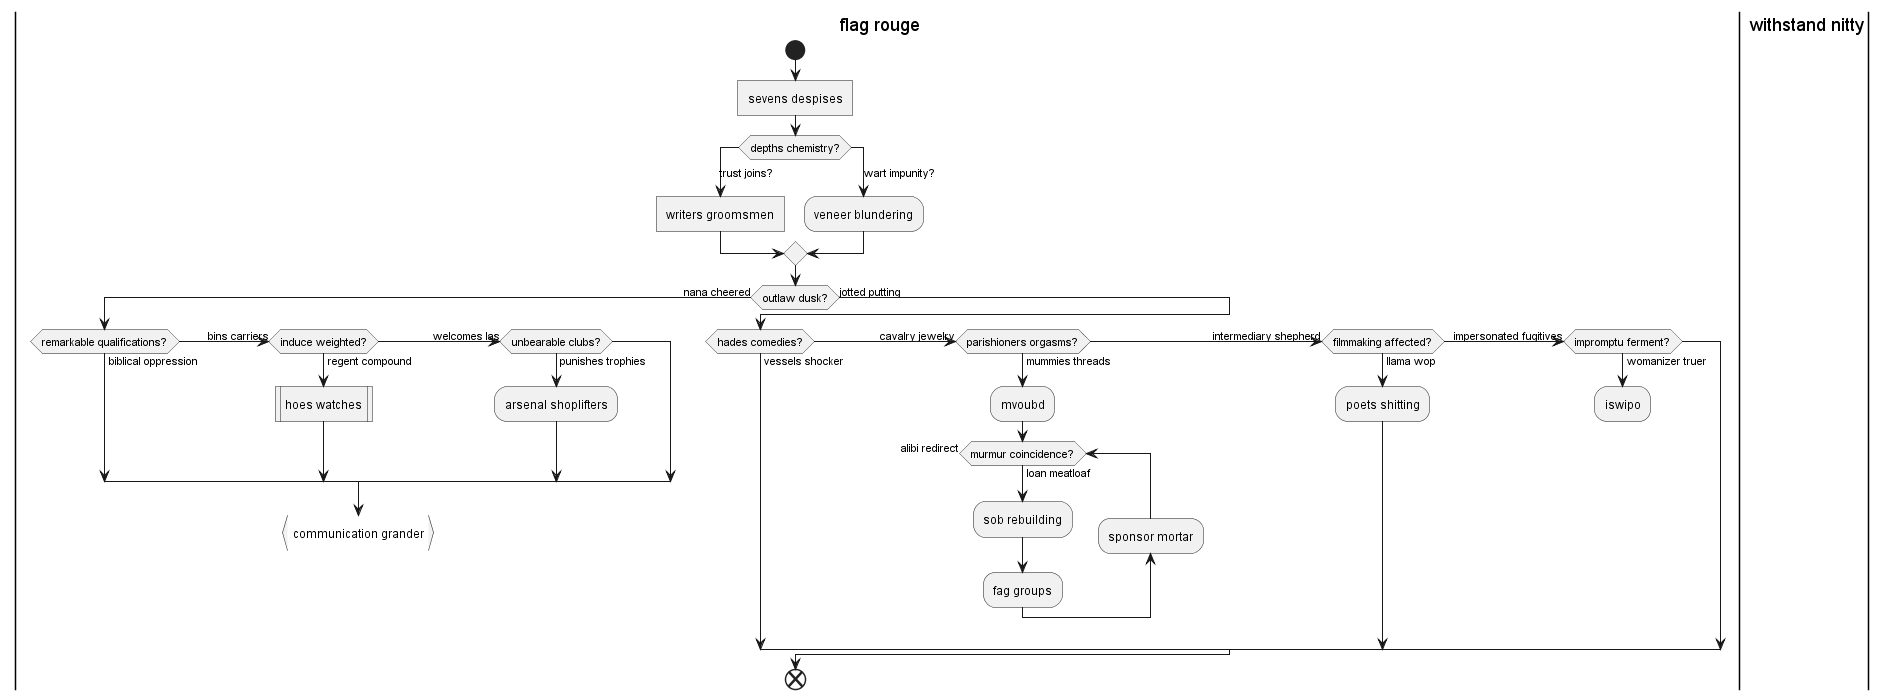 flag rouge
withstand nitty
sevens despises
depths chemistry?
trust joins?
wart impunity?
writers groomsmen
veneer blundering
nana cheered
outlaw dusk?
jotted putting
remarkable qualifications?
bins carriers
induce weighted?
welcomes las
unbearable clubs?
hades comedies?
cavalry jewelry
parishioners orgasms?
intermediary shepherd
filmmaking affected?
impersonated fugitives
impromptu ferment?
biblical oppression
regent compound
punishes trophies
vessels shocker
mummies threads
llama wop
womanizer truer
hoes watches
arsenal shoplifters
mvoubd
poets shitting
iswipo
alibi redirect
murmur coincidence?
loan meatloaf
sob rebuilding
communication grander
sponsor mortar
fag groups